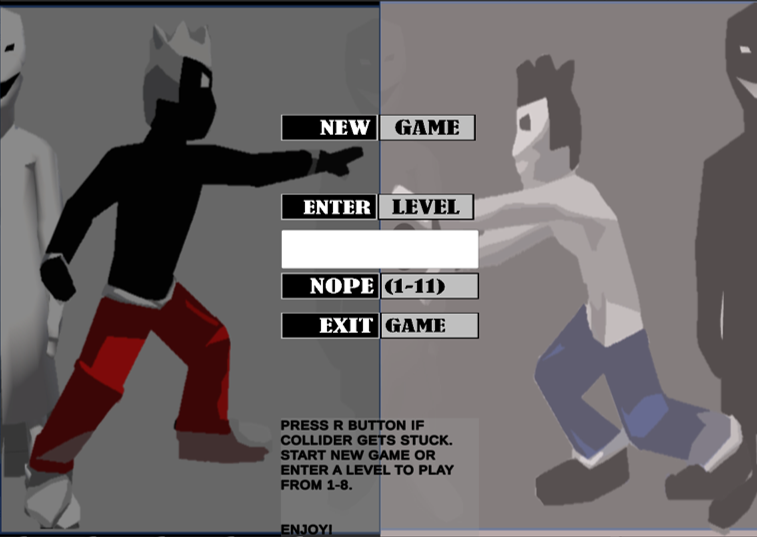 NEW GAME
ENTER LEVEL
NOPE (1-11)
EXIT GAME
PRESS R BUTTON IF
COLLIDER GETS STUCK.
START NEW GAME OR
ENTER A LEVEL TO PLAY
FROM 1-8.
ENJOY!